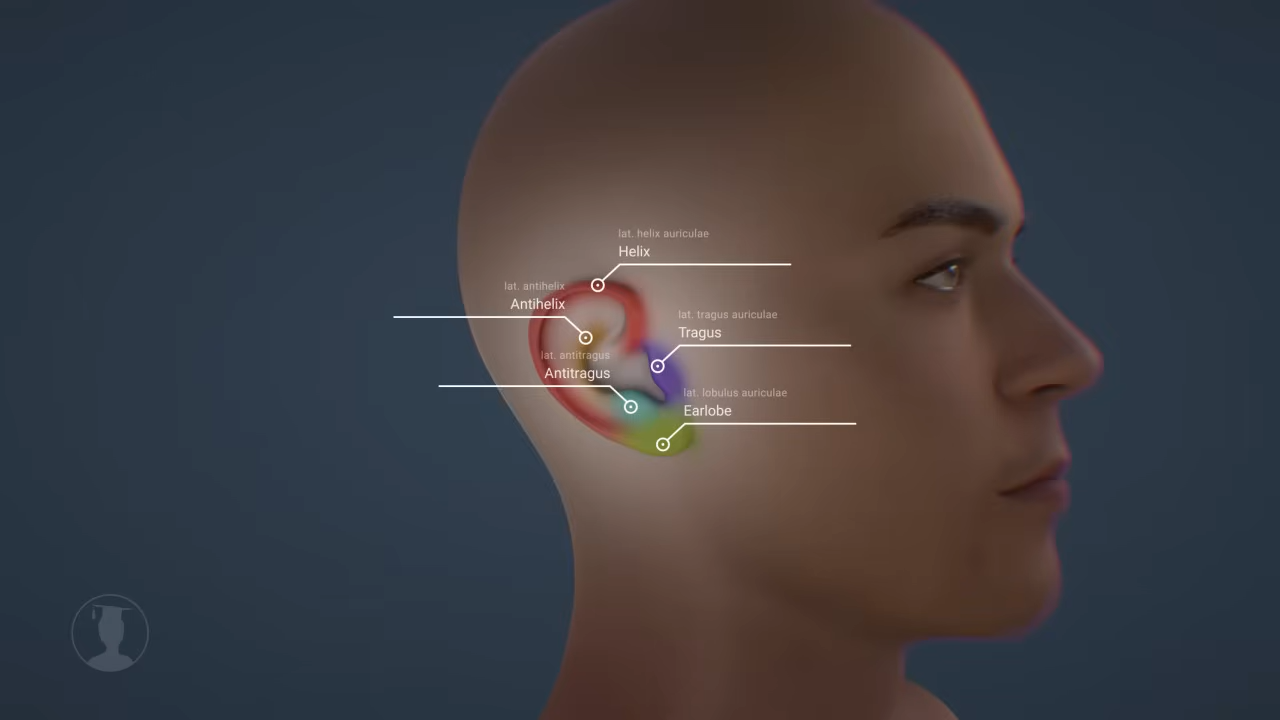 lat. helix auriculae
Helix
lat. antihelix
Antihelix
lat. tragus auriculae
Tragus
lat. antitragus
Antitragus
lat. lobulus auriculae
Earlobe